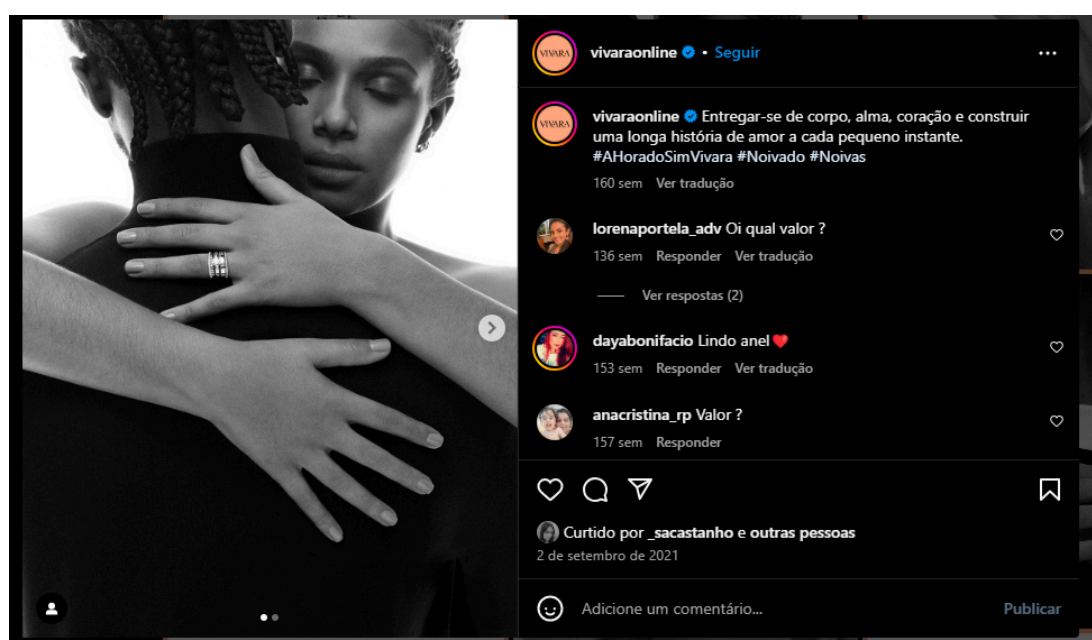 VIVARA
vivaraonline • Seguir
VIVARA
vivaraonline Entregar-se de corpo, alma, coração e construir
uma longa história de amor a cada pequeno instante.
#AHoradoSimVivara #Noivado #Noivas
160 sem Ver tradução
lorenaportela_adv Oi qual valor ?
136 sem Responder Ver tradução
Ver respostas (2)
dayabonifacio Lindo anel❤️
153 sem Responder Ver tradução
anacristina_rp Valor ?
157 sem Responder
Curtido por _sacastanho e outras pessoas
2 de setembro de 2021
Adicione um comentário... Publicar